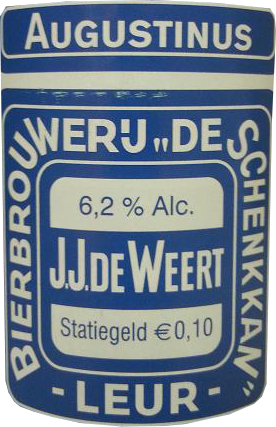 AUGUSTINUS
BIERBROUWERIJ „DE SCHENKKAN”
6,2 % Alc.
J.J. DE WEERT
Statiegeld € 0,10
- LEUR -